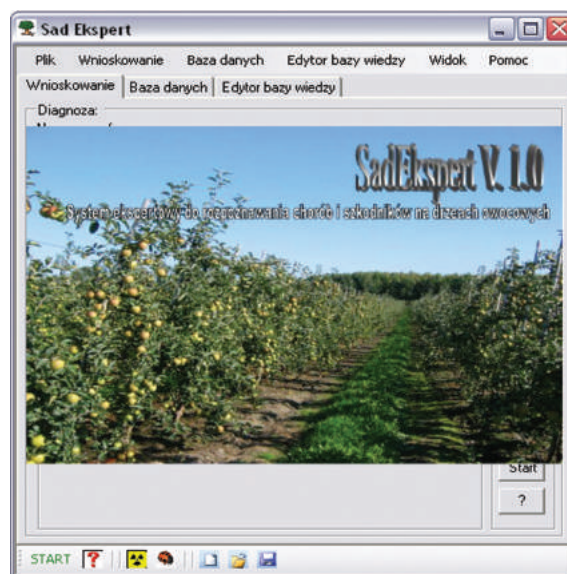 Sad Ekspert
Plik Wnioskowanie Baza danych Edytor bazy wiedzy Widok Pomoc
Wnioskowanie Baza danych Edytor bazy wiedzy
Diagnoza:
SadEkspert V. 1.0
System ekspertowy do rozpoznawania chorób i szkodników na drzeach owocowych
Start
?
START ?